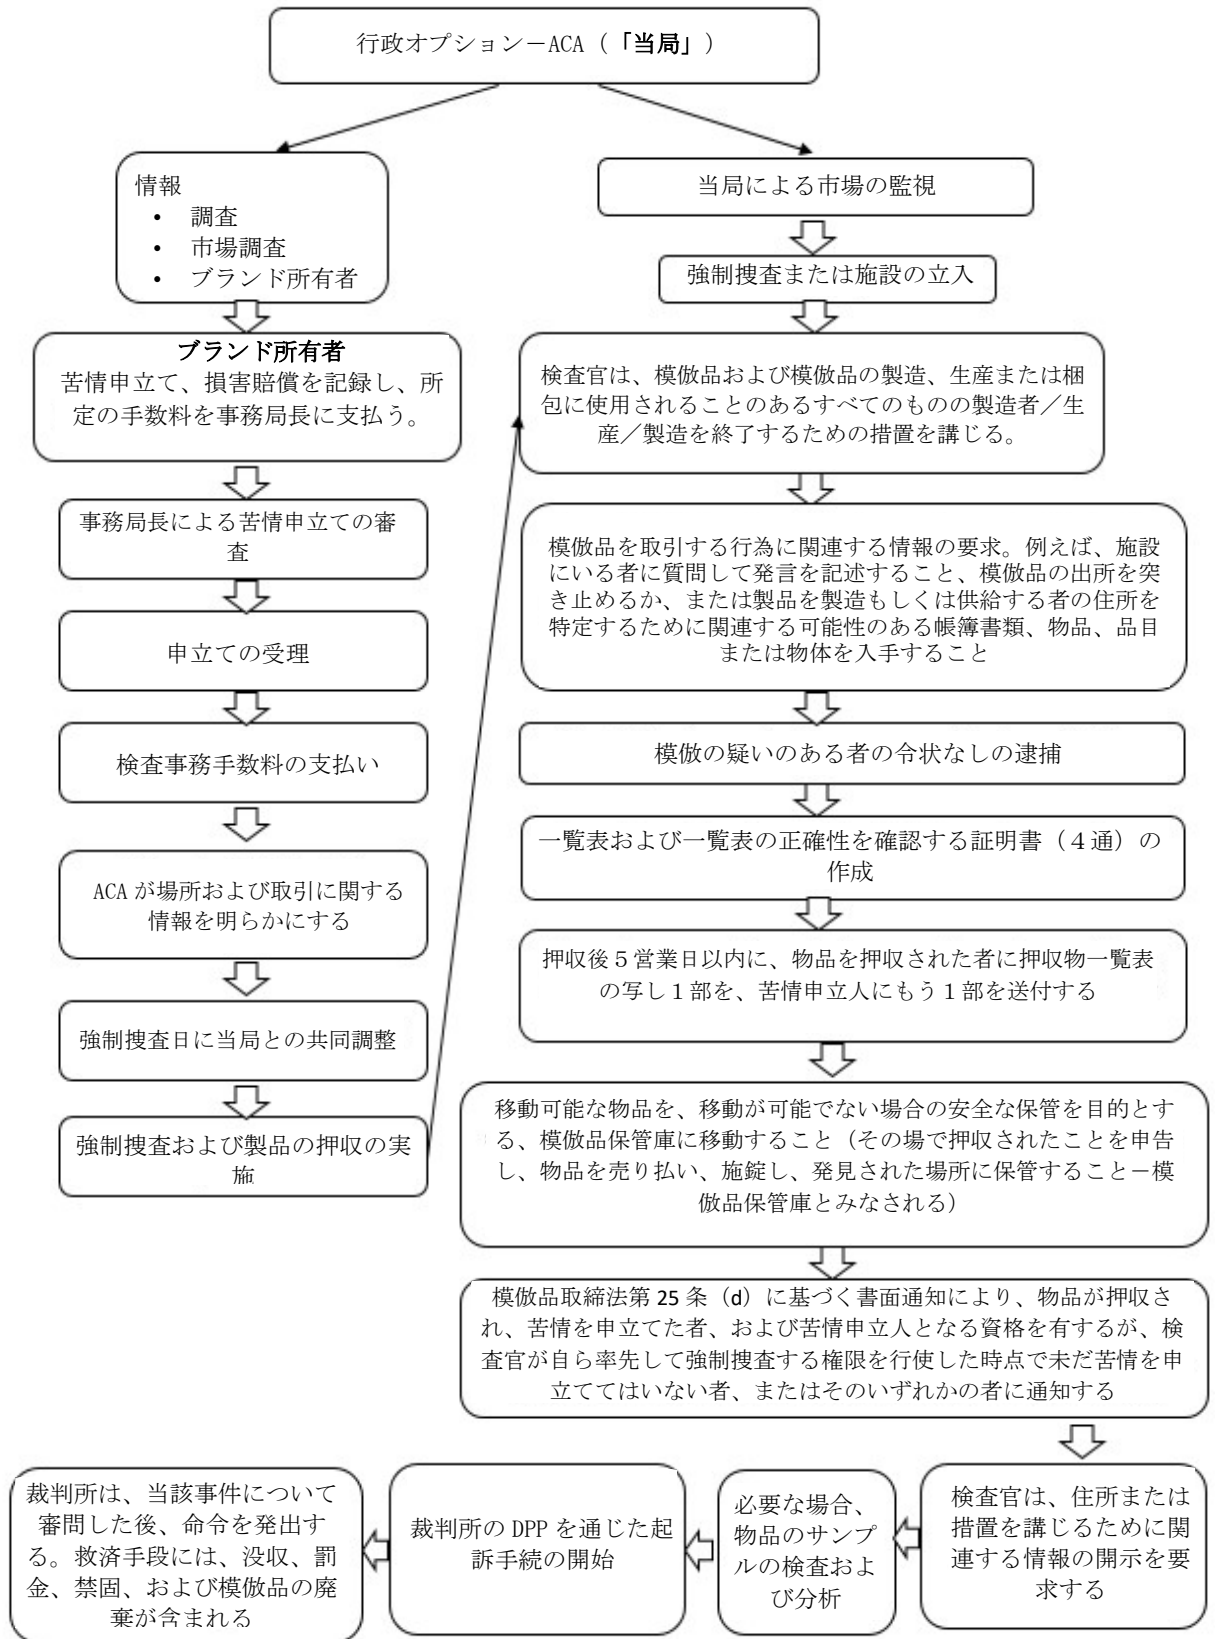 行政オプション－ACA（「当局」）
情報
• 調査
• 市場調査
• ブランド所有者
ブランド所有者
苦情申立て、損害賠償を記録し、所
定の手数料を事務局長に支払う。
事務局長による苦情申立ての審
査
申立ての受理
検査事務手数料の支払い
ACA が場所および取引に関する
情報を明らかにする
強制捜査日に当局との共同調整
強制捜査および製品の押収の実
施
当局による市場の監視
強制捜査または施設の立入
検査官は、模倣品および模倣品の製造、生産または梱
包に使用されることのあるすべてのものの製造者／生
産／製造を終了するための措置を講じる。
模倣品を取引する行為に関連する情報の要求。例えば、施設
にいる者に質問して発言を記述すること、模倣品の出所を突
き止めるか、または製品を製造もしくは供給する者の住所を
特定するために関連する可能性のある帳簿書類、物品、品目
または物体を入手すること
模倣の疑いのある者の令状なしの逮捕
一覧表および一覧表の正確性を確認する証明書（４通）の
作成
押収後５営業日以内に、物品を押収された者に押収物一覧表
の写し１部を、苦情申立人にもう１部を送付する
移動可能な物品を、移動が可能でない場合の安全な保管を目的とす
る、模倣品保管庫に移動すること（その場で押収されたことを申告
し、物品を売り払い、施錠し、発見された場所に保管すること－模
倣品保管庫とみなされる）
模倣品取締法第 25 条（d）に基づく書面通知により、物品が押収さ
れ、苦情を申立てた者、および苦情申立人となる資格を有するが、検
査官が自ら率先して強制捜査する権限を行使した時点で未だ苦情を申
立ててはいない者、またはそのいずれかの者に通知する
検査官は、住所または
措置を講じるために関
連する情報の開示を要
求する
必要な場合、
物品のサンプ
ルの検査およ
び分析
裁判所の DPP を通じた起
訴手続の開始
裁判所は、当該事件について
審問した後、命令を発出す
る。救済手段には、没収、罰
金、禁固、および模倣品の廃
棄が含まれる